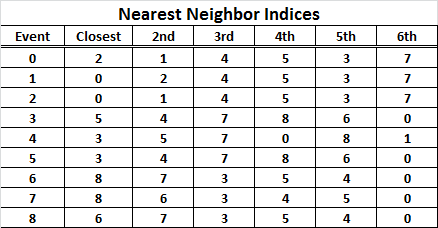 Nearest Neighbor Indices
Event Closest 2nd 3rd 4th 5th 6th
0 2 1 4 5 3 7
1 0 2 4 5 3 7
2 0 1 4 5 3 7
3 5 4 7 8 6 0
4 3 5 7 0 8 1
5 3 4 7 8 6 0
6 8 7 3 5 4 0
7 8 6 3 4 5 0
8 6 7 3 5 4 0